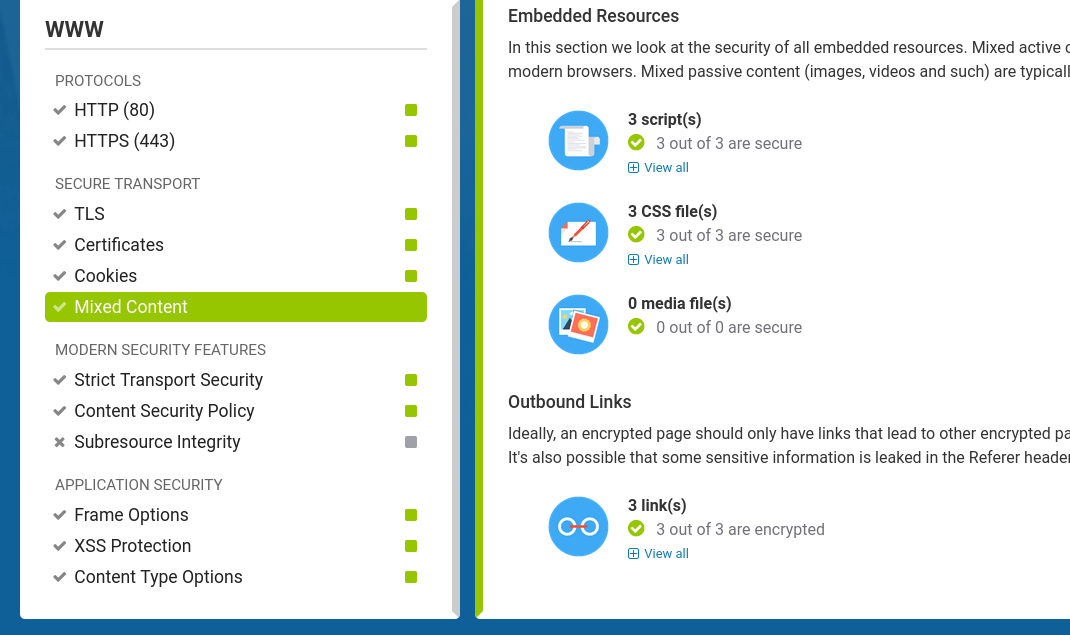 WWW
PROTOCOLS
HTTP (80)
HTTPS (443)
SECURE TRANSPORT
TLS
Certificates
Cookies
Mixed Content
MODERN SECURITY FEATURES
Strict Transport Security
Content Security Policy
Subresource Integrity
APPLICATION SECURITY
Frame Options
XSS Protection
Content Type Options
Embedded Resources
In this section we look at the security of all embedded resources. Mixed active
modern browsers. Mixed passive content (images, videos and such) are typicall
3 script(s)
3 out of 3 are secure
View all
3 CSS file(s)
3 out of 3 are secure
View all
0 media file(s)
0 out of 0 are secure
Outbound Links
Ideally, an encrypted page should only have links that lead to other encrypted pa
It's also possible that some sensitive information is leaked in the Referer header
3 link(s)
3 out of 3 are encrypted
View all